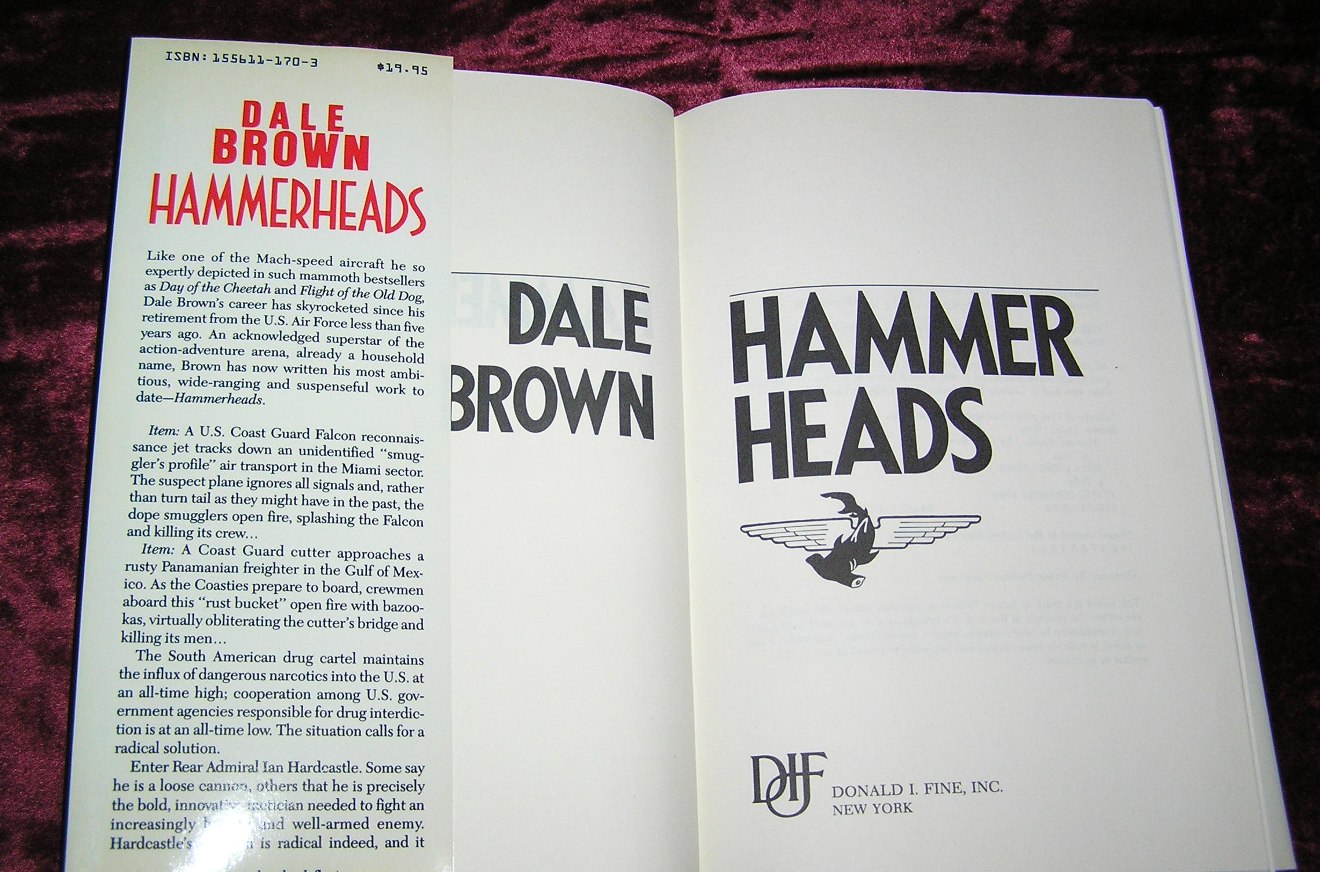 ISBN: 155611-170-3 $19.95
DALE
BROWN
HAMMERHEADS
Like one of the Mach-speed aircraft he so
expertly depicted in such mammoth bestsellers
as Day of the Cheetah and Flight of the Old Dog,
Dale Brown's career has skyrocketed since his
retirement from the U.S. Air Force less than five
years ago. An acknowledged superstar of the
action-adventure arena, already a household
name, Brown has now written his most ambi-
tious, wide-ranging and suspenseful work to
date—Hammerheads.
Item: A U.S. Coast Guard Falcon reconnais-
sance jet tracks down an unidentified “smug-
gler's profile” air transport in the Miami sector.
The suspect plane ignores all signals and, rather
than turn tail as they might have in the past, the
dope smugglers open fire, splashing the Falcon
and killing its crew...
Item: A Coast Guard cutter approaches a
rusty Panamanian freighter in the Gulf of Mex-
ico. As the Coasties prepare to board, crewmen
aboard this “rust bucket” open fire with bazoo-
kas, virtually obliterating the cutter's bridge and
killing its men...
The South American drug cartel maintains
the influx of dangerous narcotics into the U.S. at
an all-time high; cooperation among U.S. gov-
ernment agencies responsible for drug interdic-
tion is at an all-time low. The situation calls for a
radical solution.
Enter Rear Admiral Ian Hardcastle. Some say
he is a loose cannon, others that he is precisely
the bold, innovative tactician needed to fight an
increasingly and well-armed enemy.
Hardcastle's is radical indeed, and it
DALE
BROWN
HAMMER
HEADS
DIF
DONALD I. FINE, INC.
NEW YORK